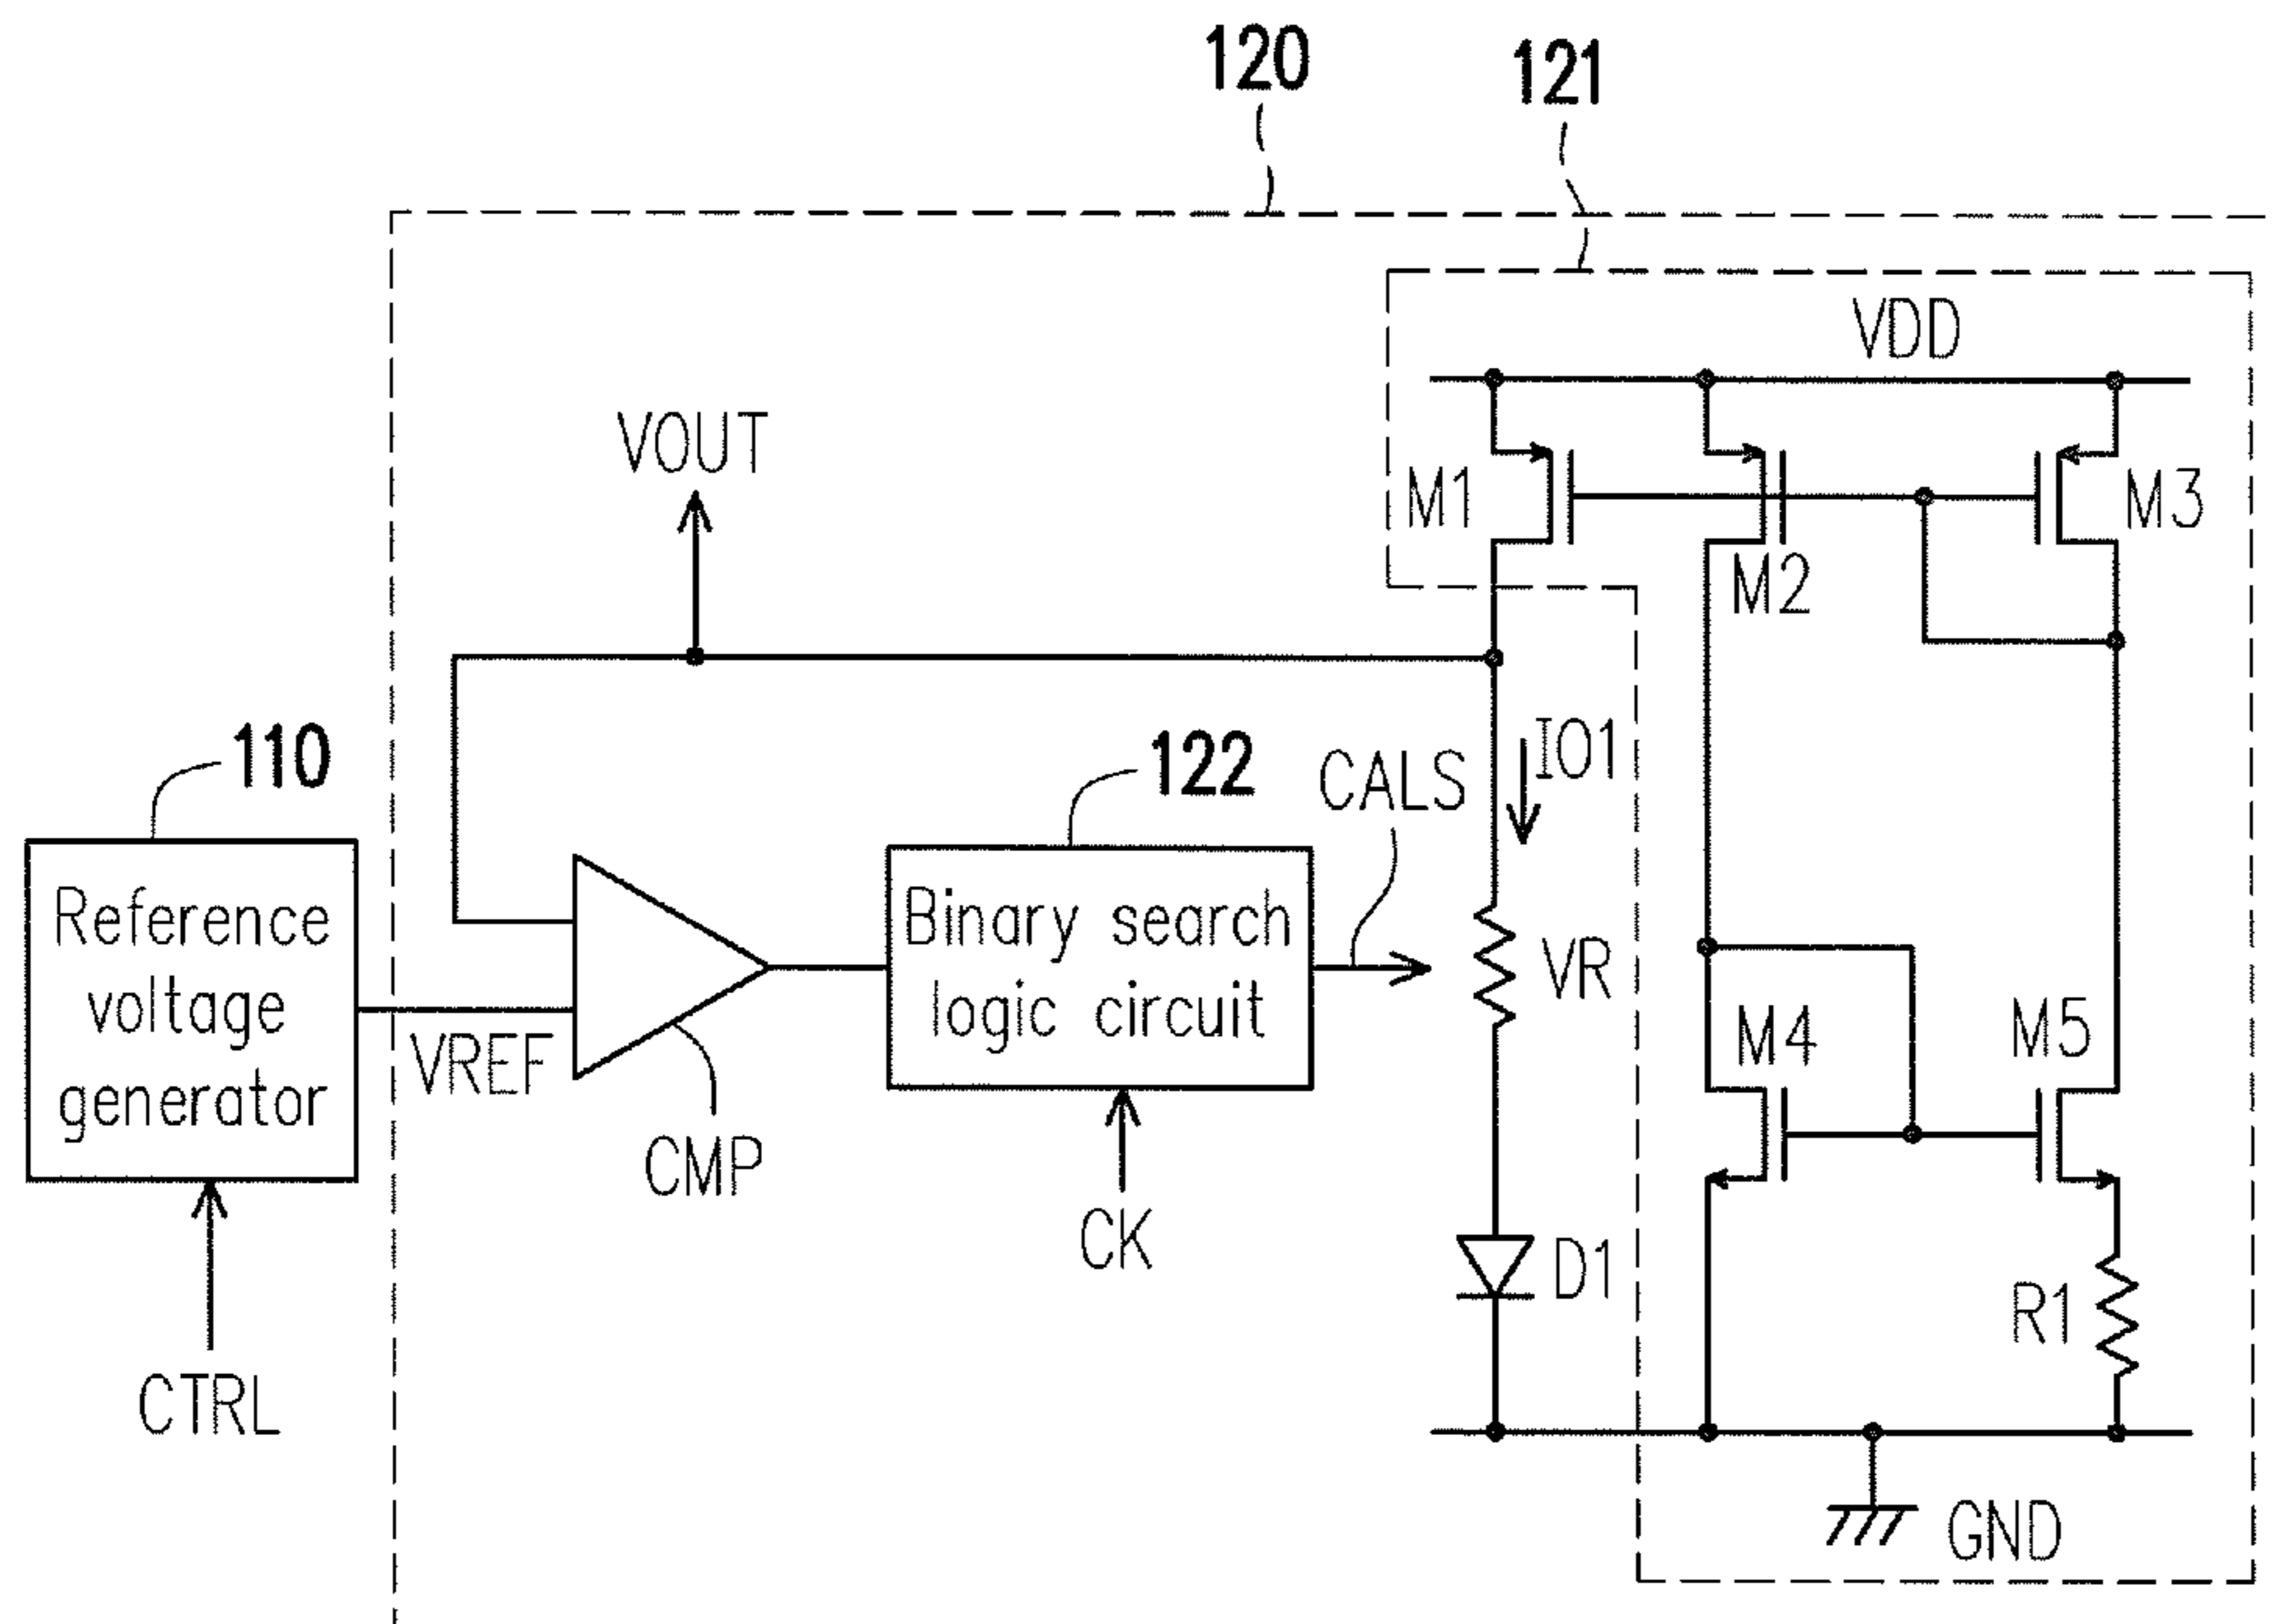 120
121
VDD
VOUT
M1
M2
M3
110
122
CALS
IO1
Reference
voltage
generator
VREF
Binary search
logic circuit
VR
M4
M5
CMP
CK
D1
R1
CTRL
GND